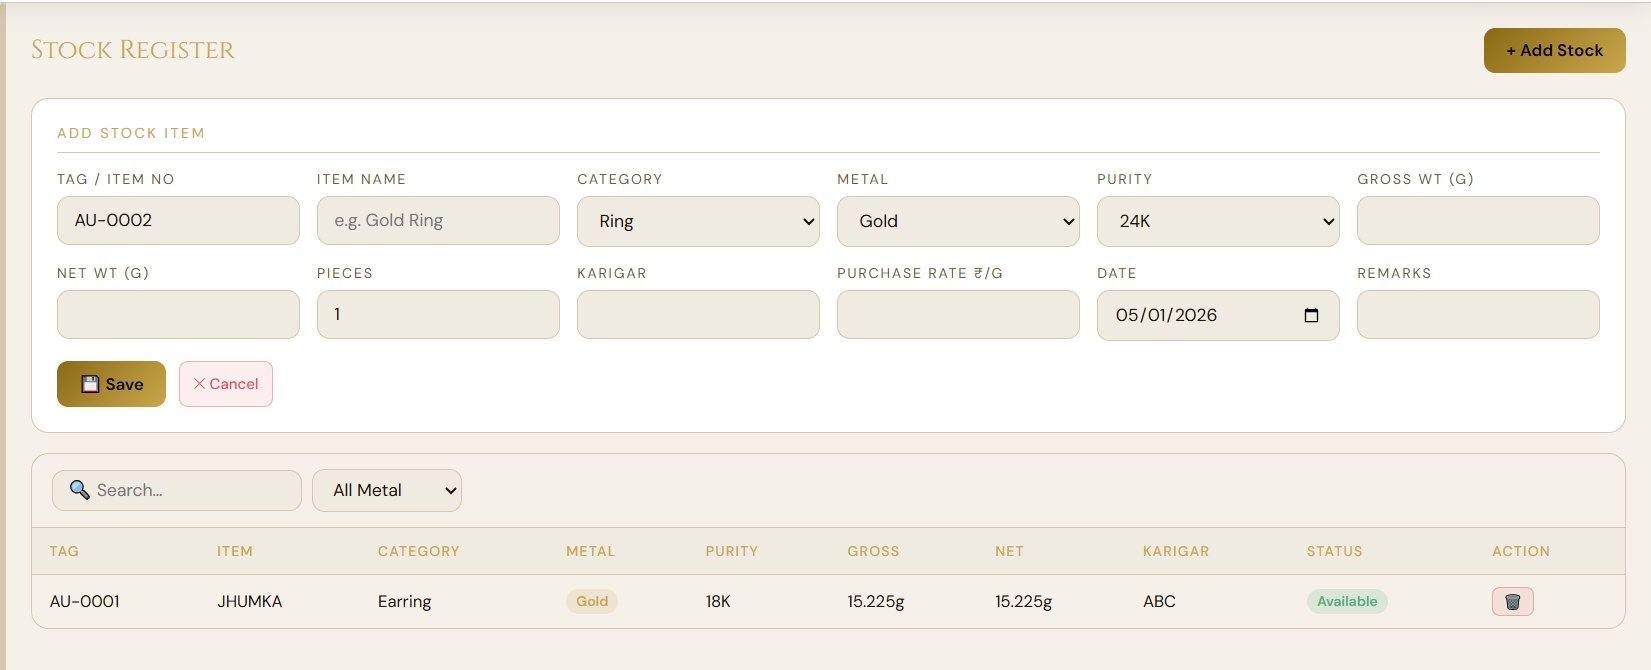 Stock Register
+ Add Stock
ADD STOCK ITEM
TAG / ITEM NO ITEM NAME CATEGORY METAL PURITY GROSS WT (G)
AU-0002 e.g. Gold Ring Ring Gold 24K
NET WT (G) PIECES KARIGAR PURCHASE RATE ₹/G DATE REMARKS
1 05/01/2026
Save Cancel
Search... All Metal
TAG ITEM CATEGORY METAL PURITY GROSS NET KARIGAR STATUS ACTION
AU-0001 JHUMKA Earring Gold 18K 15.225g 15.225g ABC Available